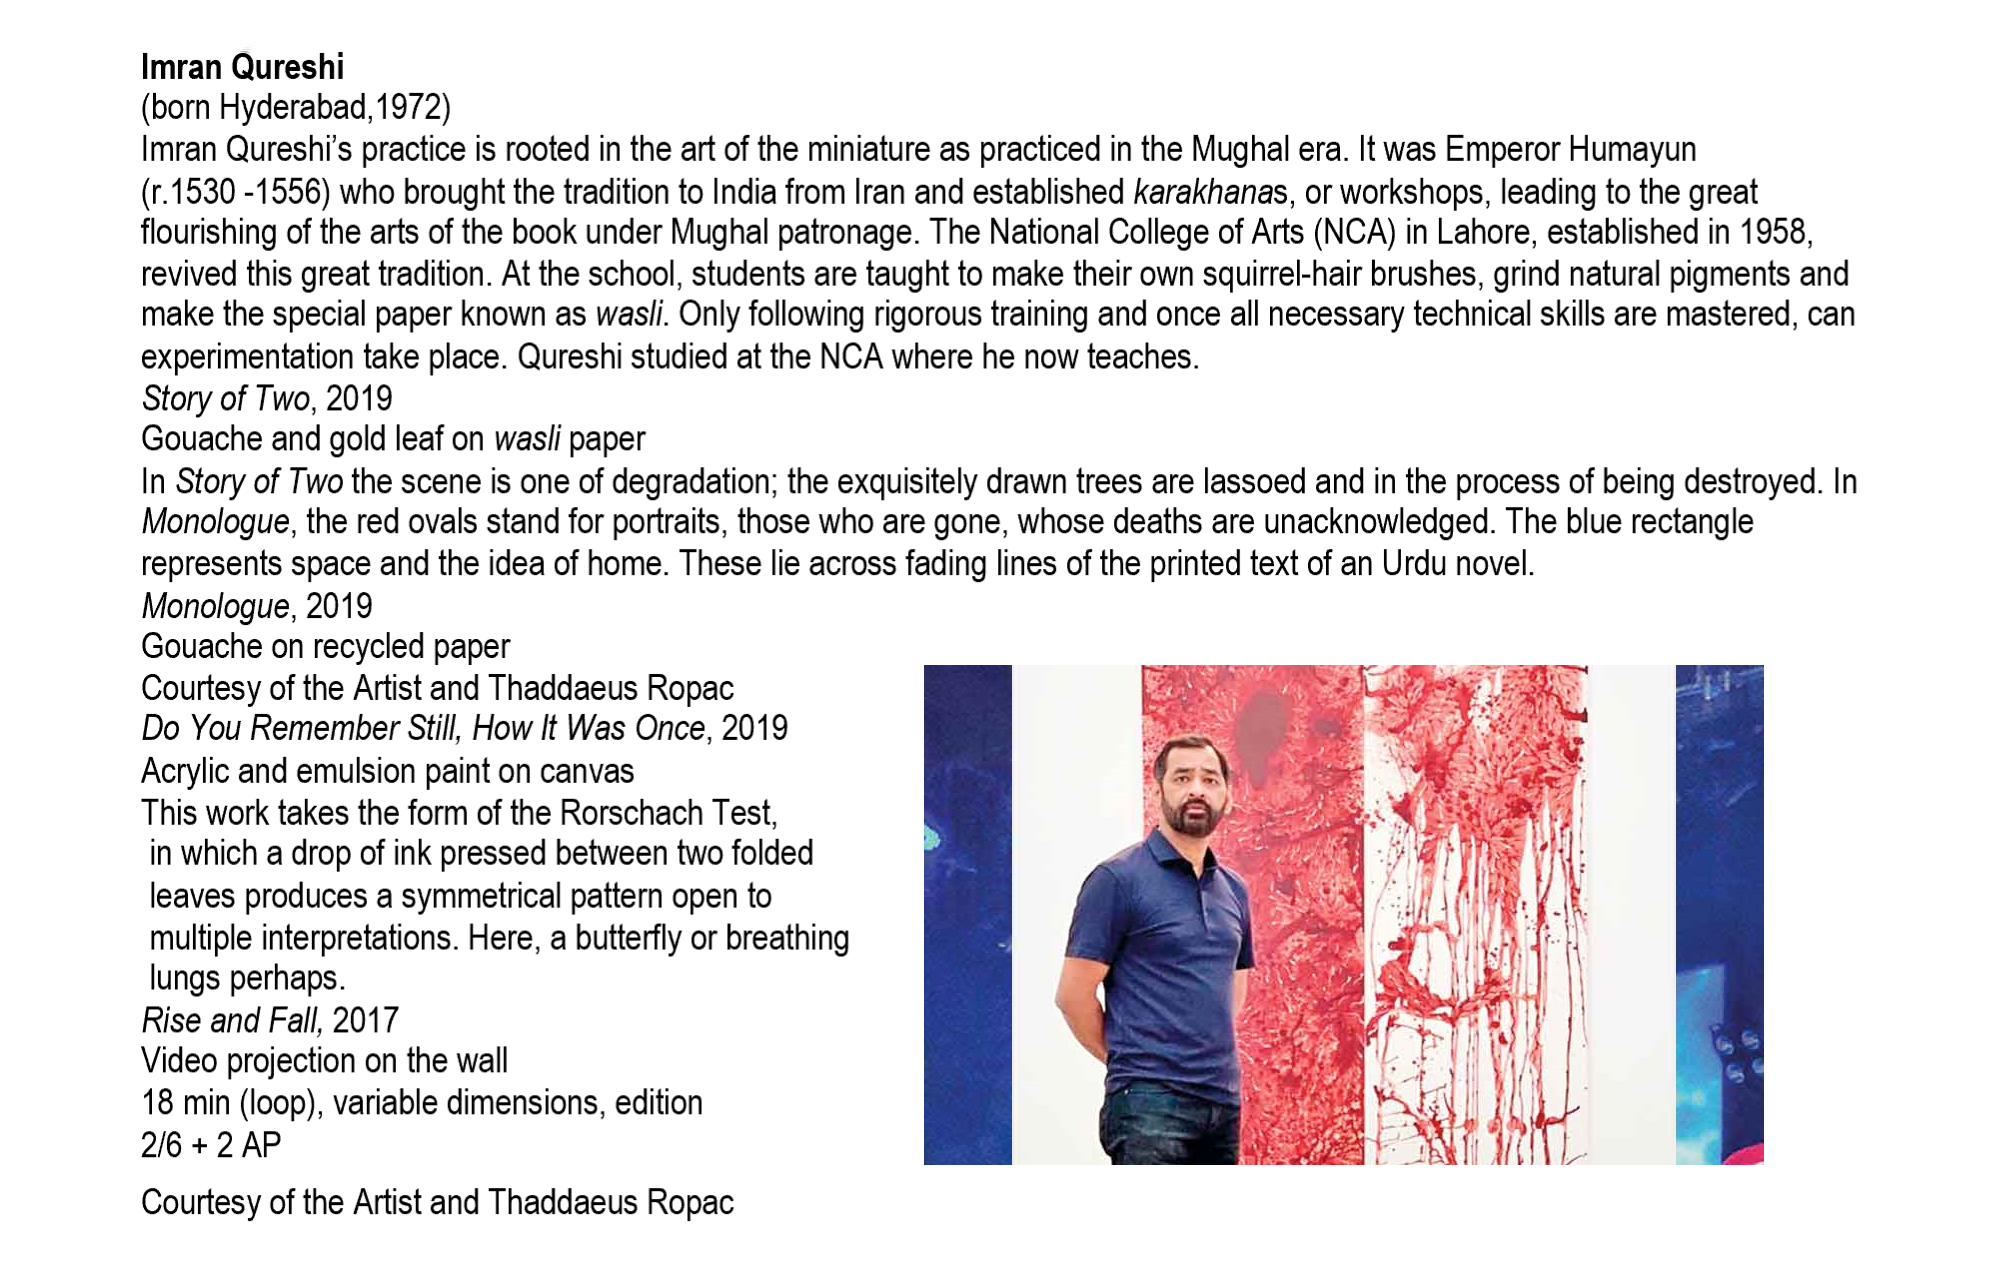 Imran Qureshi
(born Hyderabad,1972)
Imran Qureshi’s practice is rooted in the art of the miniature as practiced in the Mughal era. It was Emperor Humayun
(r.1530 -1556) who brought the tradition to India from Iran and established karakhanas, or workshops, leading to the great
flourishing of the arts of the book under Mughal patronage. The National College of Arts (NCA) in Lahore, established in 1958,
revived this great tradition. At the school, students are taught to make their own squirrel-hair brushes, grind natural pigments and
make the special paper known as wasli. Only following rigorous training and once all necessary technical skills are mastered, can
experimentation take place. Qureshi studied at the NCA where he now teaches.
Story of Two, 2019
Gouache and gold leaf on wasli paper
In Story of Two the scene is one of degradation; the exquisitely drawn trees are lassoed and in the process of being destroyed. In
Monologue, the red ovals stand for portraits, those who are gone, whose deaths are unacknowledged. The blue rectangle
represents space and the idea of home. These lie across fading lines of the printed text of an Urdu novel.
Monologue, 2019
Gouache on recycled paper
Courtesy of the Artist and Thaddaeus Ropac
Do You Remember Still, How It Was Once, 2019
Acrylic and emulsion paint on canvas
This work takes the form of the Rorschach Test,
in which a drop of ink pressed between two folded
leaves produces a symmetrical pattern open to
multiple interpretations. Here, a butterfly or breathing
lungs perhaps.
Rise and Fall, 2017
Video projection on the wall
18 min (loop), variable dimensions, edition
2/6 + 2 AP
Courtesy of the Artist and Thaddaeus Ropac